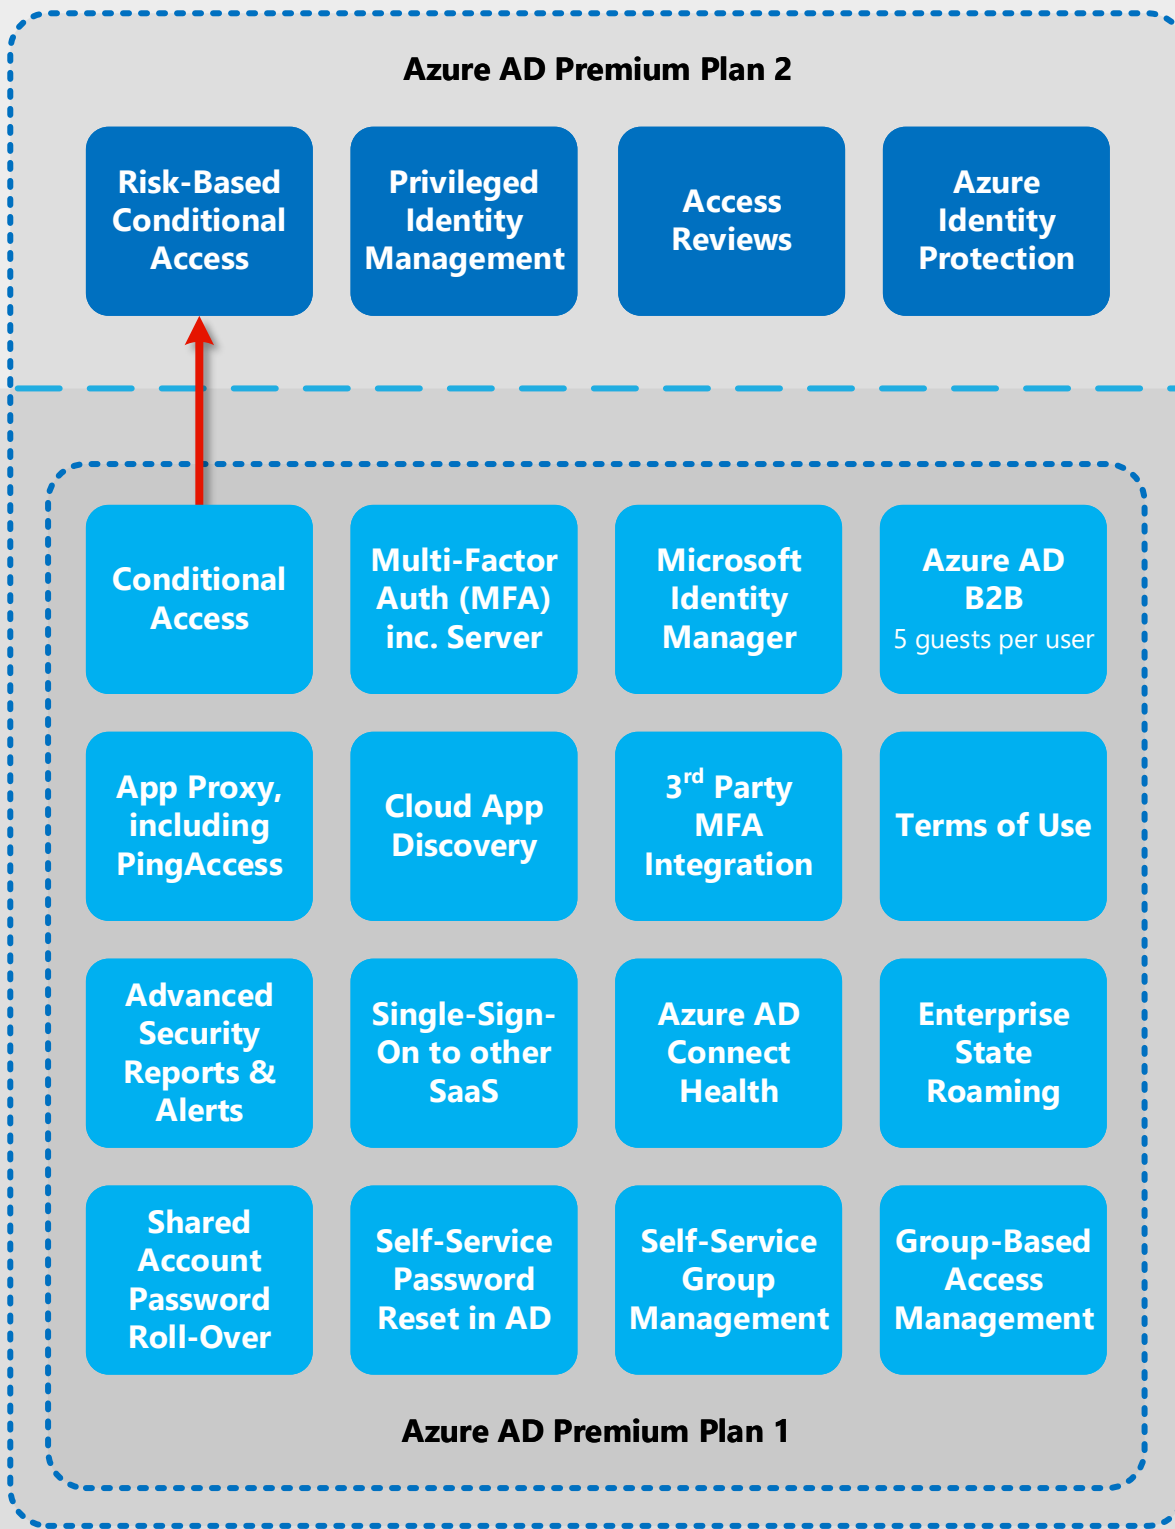 Azure AD Premium Plan 2
Risk-Based
Conditional
Access
Privileged
Identity
Management
Access
Reviews
Azure
Identity
Protection
Conditional
Access
Multi-Factor
Auth (MFA)
inc. Server
Microsoft
Identity
Manager
Azure AD
B2B
5 guests per user
App Proxy,
including
PingAccess
Cloud App
Discovery
3rd Party
MFA
Integration
Terms of Use
Advanced
Security
Reports &
Alerts
Single-Sign-
On to other
SaaS
Azure AD
Connect
Health
Enterprise
State
Roaming
Shared
Account
Password
Roll-Over
Self-Service
Password
Reset in AD
Self-Service
Group
Management
Group-Based
Access
Management
Azure AD Premium Plan 1